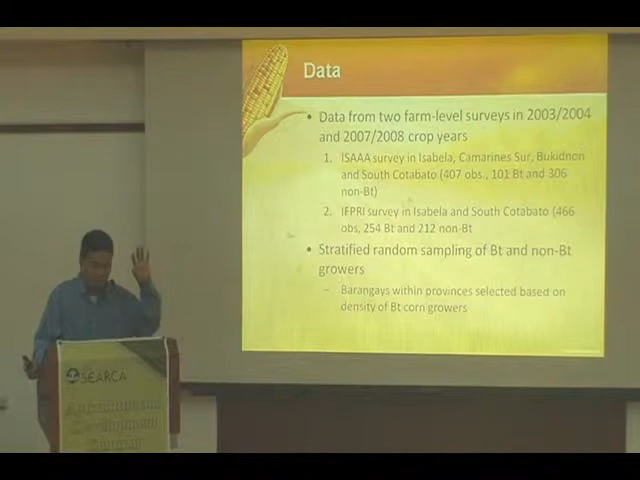 Data
• Data from two farm-level surveys in 2003/2004
and 2007/2008 crop years
1. ISAAA survey in Isabela, Camarines Sur, Bukidnon
and South Cotabato (407 obs., 101 Bt and 306
non-Bt)
2. IFPRI survey in Isabela and South Cotabato (466
obs, 254 Bt and 212 non-Bt
• Stratified random sampling of Bt and non-Bt
growers
– Barangays within provinces selected based on
density of Bt corn growers
SEARCA